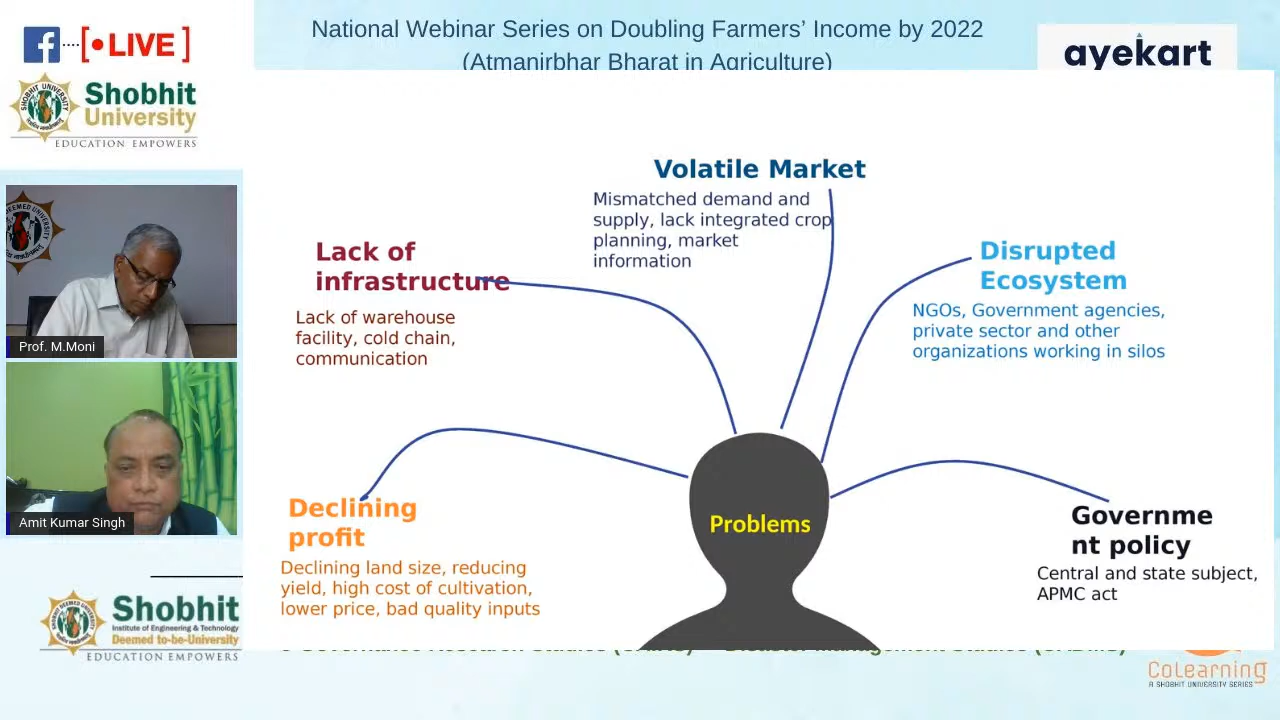 National Webinar Series on Doubling Farmers’ Income by 2022
(Atmanirbhar Bharat in Agriculture)
LIVE
ayekart
Shobhit
University
EDUCATION EMPOWERS
Volatile Market
Mismatched demand and
supply, lack integrated crop
planning, market
information
Lack of
infrastructure
Lack of warehouse
facility, cold chain,
communication
Disrupted
Ecosystem
NGOs, Government agencies,
private sector and other
organizations working in silos
Prof. M.Moni
Amit Kumar Singh
Declining
profit
Declining land size, reducing
yield, high cost of cultivation,
lower price, bad quality inputs
Problems
Governme
nt policy
Central and state subject,
APMC act
Shobhit
Institute of Engineering & Technology
Deemed to-be-University
EDUCATION EMPOWERS
CoLearning
A SHOBHIT UNIVERSITY SERIES